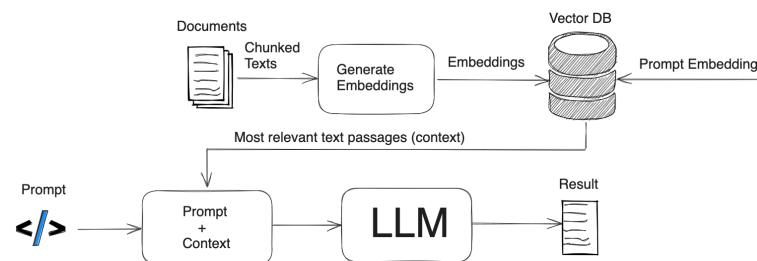 Documents
Vector DB
Chunked
Texts
Generate
Embeddings
Embeddings
Prompt Embedding
Most relevant text passages (context)
Prompt
</>
Prompt
+
Context
LLM
Result